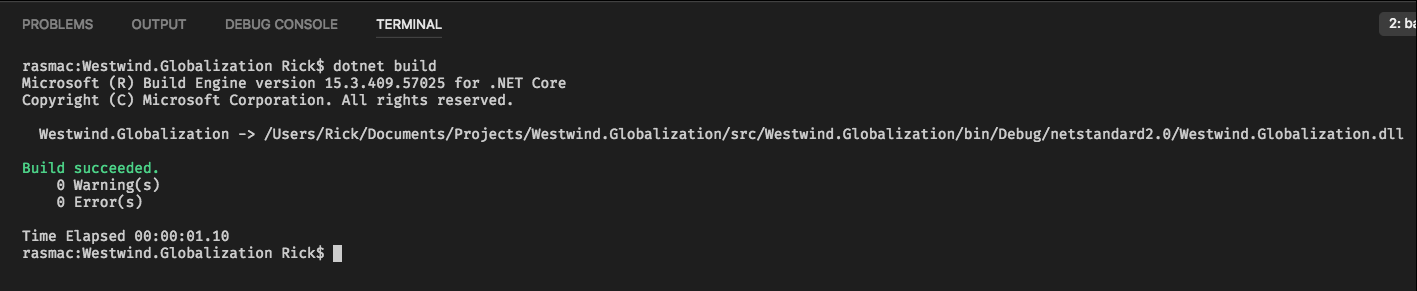 PROBLEMS OUTPUT DEBUG CONSOLE TERMINAL 2: ba
rasmac:Westwind.Globalization Rick$ dotnet build
Microsoft (R) Build Engine version 15.3.409.57025 for .NET Core
Copyright (C) Microsoft Corporation. All rights reserved.
Westwind.Globalization -> /Users/Rick/Documents/Projects/Westwind.Globalization/src/Westwind.Globalization/bin/Debug/netstandard2.0/Westwind.Globalization.dll
Build succeeded.
0 Warning(s)
0 Error(s)
Time Elapsed 00:00:01.10
rasmac:Westwind.Globalization Rick$